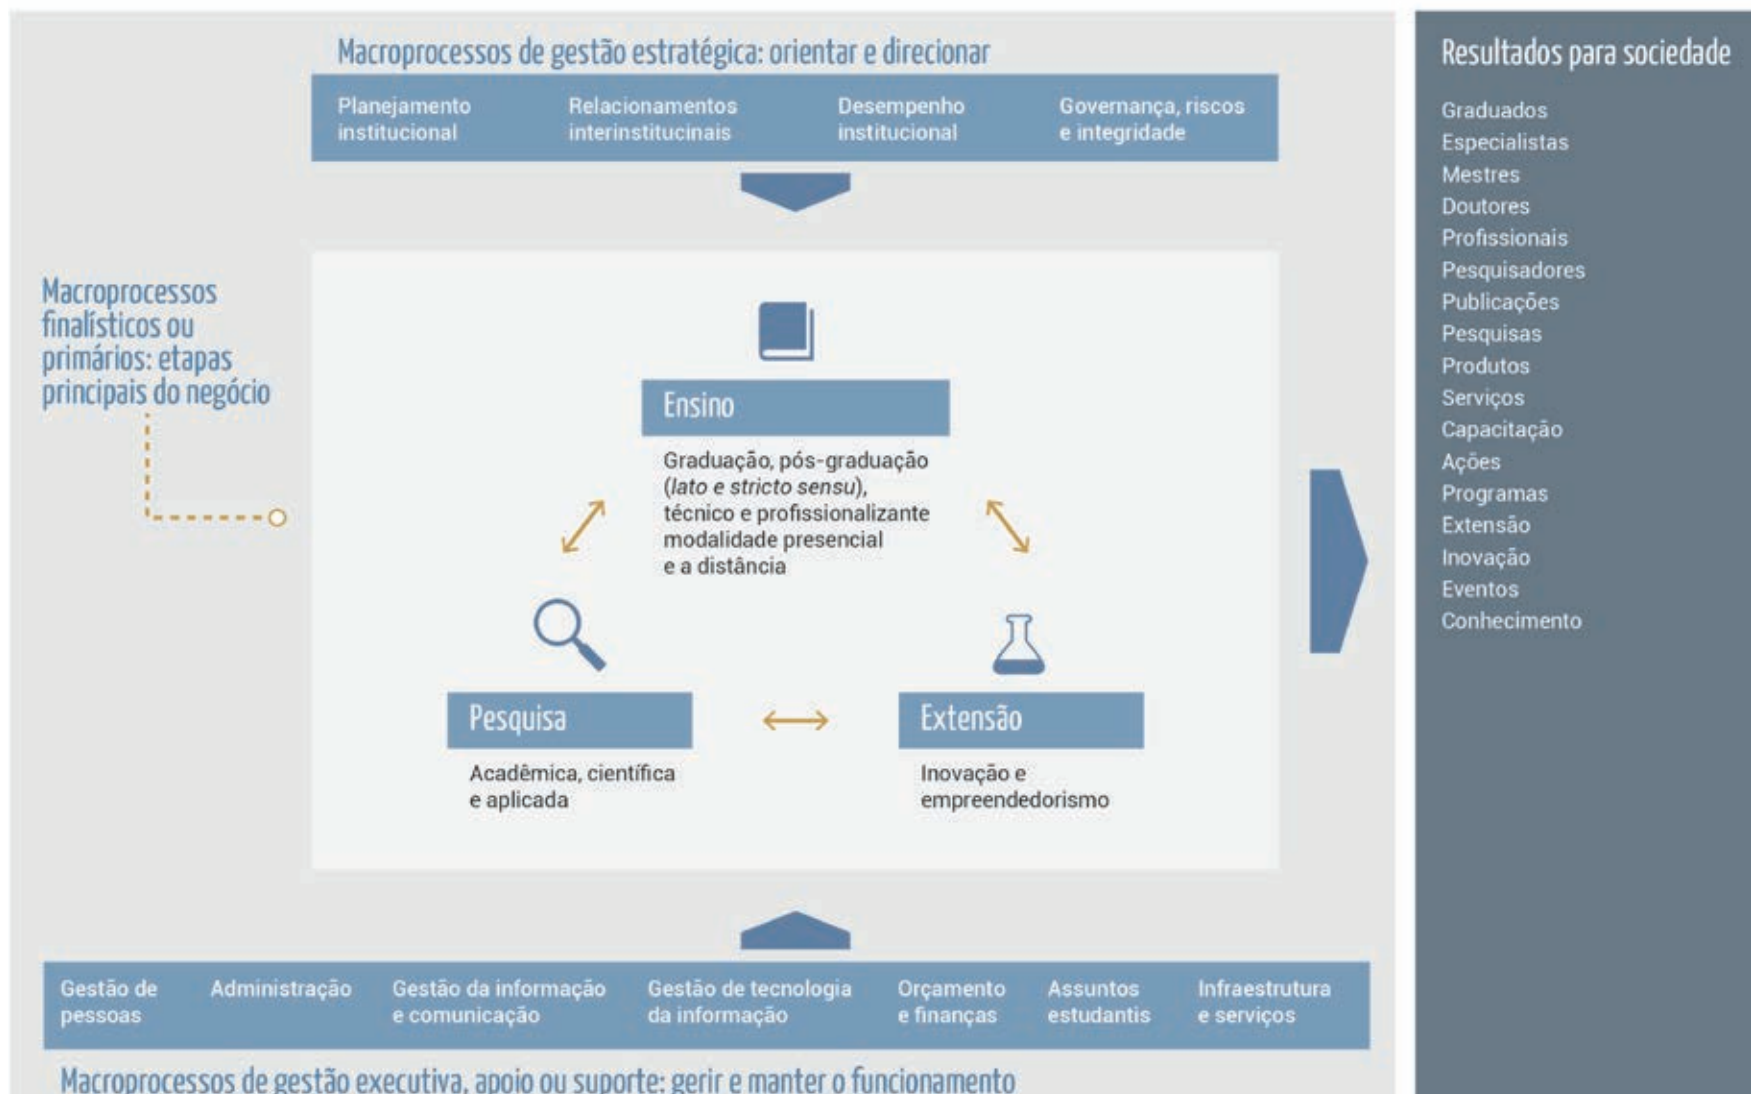 Macroprocessos de gestão estratégica: orientar e direcionar
Planejamento
institucional
Relacionamentos
interinstitucinais
Desempenho
institucional
Governança, riscos
e integridade
Macroprocessos
finalísticos ou
primários: etapas
principais do negócio
Ensino
Graduação, pós-graduação
(lato e stricto sensu),
técnico e profissionalizante
modalidade presencial
e a distância
Pesquisa
Acadêmica, científica
e aplicada
Extensão
Inovação e
empreendedorismo
Gestão de
pessoas
Administração
Gestão da informação
e comunicação
Gestão de tecnologia
da informação
Orçamento
e finanças
Assuntos
estudantis
Infraestrutura
e serviços
Macroprocessos de gestão executiva, apoio ou suporte: gerir e manter o funcionamento
Resultados para sociedade
Graduados
Especialistas
Mestres
Doutores
Profissionais
Pesquisadores
Publicações
Pesquisas
Produtos
Serviços
Capacitação
Ações
Programas
Extensão
Inovação
Eventos
Conhecimento